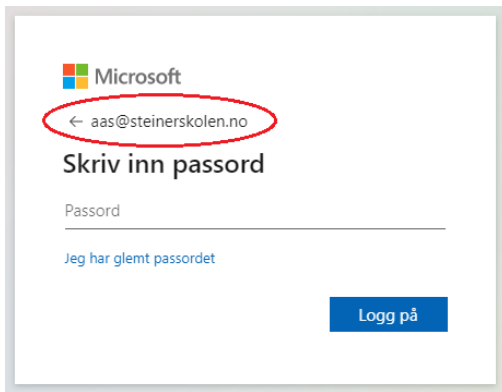 Microsoft
← aas@steinerskolen.no
Skriv inn passord
Passord
Jeg har glemt passordet
Logg på